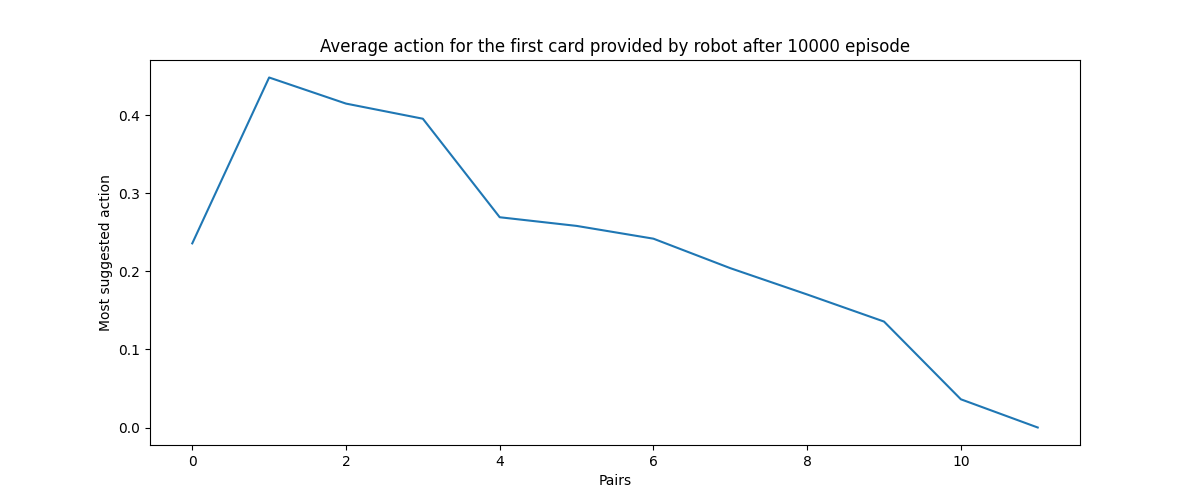 Average action for the first card provided by robot after 10000 episode
Most suggested action
0.4
0.3
0.2
0.1
0.0
0 2 4 6 8 10
Pairs